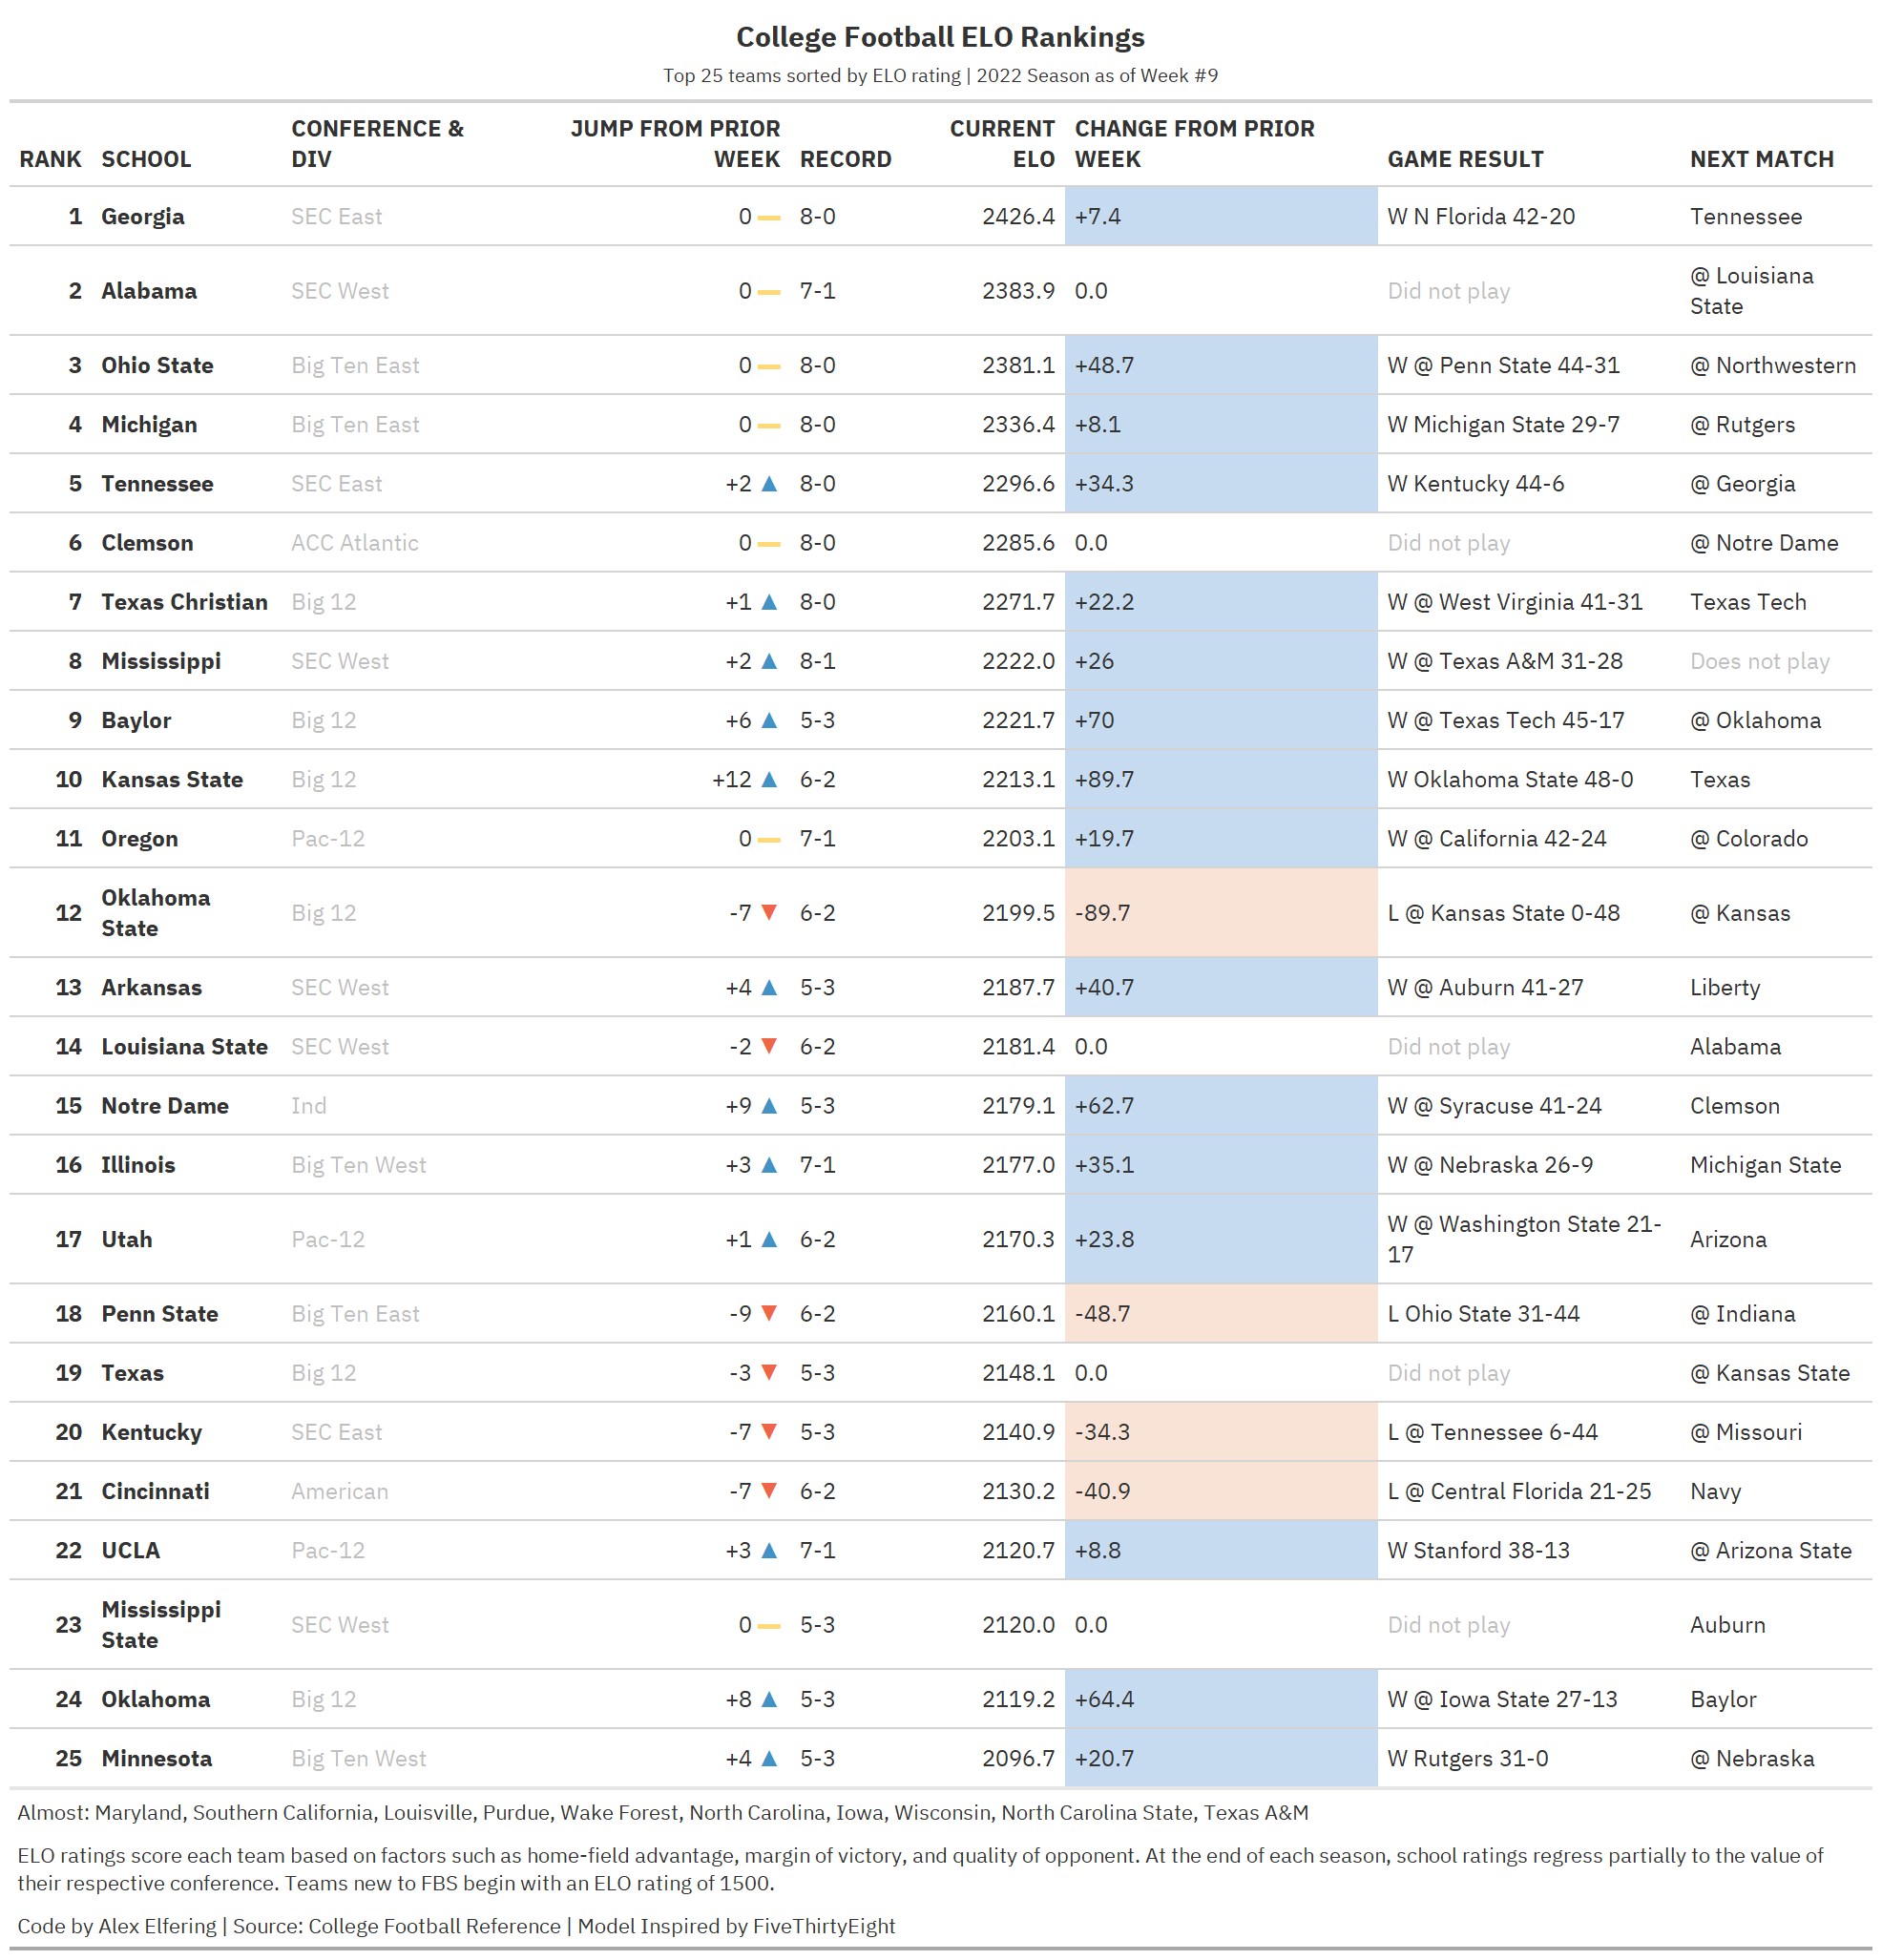 College Football ELO Rankings
Top 25 teams sorted by ELO rating | 2022 Season as of Week #9
RANK SCHOOL CONFERENCE & DIV JUMP FROM PRIOR WEEK RECORD CURRENT ELO CHANGE FROM PRIOR WEEK GAME RESULT NEXT MATCH
1 Georgia SEC East 0 8-0 2426.4 +7.4 W N Florida 42-20 Tennessee
2 Alabama SEC West 0 7-1 2383.9 0.0 Did not play @ Louisiana State
3 Ohio State Big Ten East 0 8-0 2381.1 +48.7 W @ Penn State 44-31 @ Northwestern
4 Michigan Big Ten East 0 8-0 2336.4 +8.1 W Michigan State 29-7 @ Rutgers
5 Tennessee SEC East +2 ▲ 8-0 2296.6 +34.3 W Kentucky 44-6 @ Georgia
6 Clemson ACC Atlantic 0 8-0 2285.6 0.0 Did not play @ Notre Dame
7 Texas Christian Big 12 +1 ▲ 8-0 2271.7 +22.2 W @ West Virginia 41-31 Texas Tech
8 Mississippi SEC West +2 ▲ 8-1 2222.0 +26 W @ Texas A&M 31-28 Does not play
9 Baylor Big 12 +6 ▲ 5-3 2221.7 +70 W @ Texas Tech 45-17 @ Oklahoma
10 Kansas State Big 12 +12 ▲ 6-2 2213.1 +89.7 W Oklahoma State 48-0 Texas
11 Oregon Pac-12 0 7-1 2203.1 +19.7 W @ California 42-24 @ Colorado
12 Oklahoma State Big 12 -7 ▼ 6-2 2199.5 -89.7 L @ Kansas State 0-48 @ Kansas
13 Arkansas SEC West +4 ▲ 5-3 2187.7 +40.7 W @ Auburn 41-27 Liberty
14 Louisiana State SEC West -2 ▼ 6-2 2181.4 0.0 Did not play Alabama
15 Notre Dame Ind +9 ▲ 5-3 2179.1 +62.7 W @ Syracuse 41-24 Clemson
16 Illinois Big Ten West +3 ▲ 7-1 2177.0 +35.1 W @ Nebraska 26-9 Michigan State
17 Utah Pac-12 +1 ▲ 6-2 2170.3 +23.8 W @ Washington State 21-17 Arizona
18 Penn State Big Ten East -9 ▼ 6-2 2160.1 -48.7 L Ohio State 31-44 @ Indiana
19 Texas Big 12 -3 ▼ 5-3 2148.1 0.0 Did not play @ Kansas State
20 Kentucky SEC East -7 ▼ 5-3 2140.9 -34.3 L @ Tennessee 6-44 @ Missouri
21 Cincinnati American -7 ▼ 6-2 2130.2 -40.9 L @ Central Florida 21-25 Navy
22 UCLA Pac-12 +3 ▲ 7-1 2120.7 +8.8 W Stanford 38-13 @ Arizona State
23 Mississippi State SEC West 0 5-3 2120.0 0.0 Did not play Auburn
24 Oklahoma Big 12 +8 ▲ 5-3 2119.2 +64.4 W @ Iowa State 27-13 Baylor
25 Minnesota Big Ten West +4 ▲ 5-3 2096.7 +20.7 W Rutgers 31-0 @ Nebraska
Almost: Maryland, Southern California, Louisville, Purdue, Wake Forest, North Carolina, Iowa, Wisconsin, North Carolina State, Texas A&M
ELO ratings score each team based on factors such as home-field advantage, margin of victory, and quality of opponent. At the end of each season, school ratings regress partially to the value of
their respective conference. Teams new to FBS begin with an ELO rating of 1500.
Code by Alex Elfering | Source: College Football Reference | Model Inspired by FiveThirtyEight